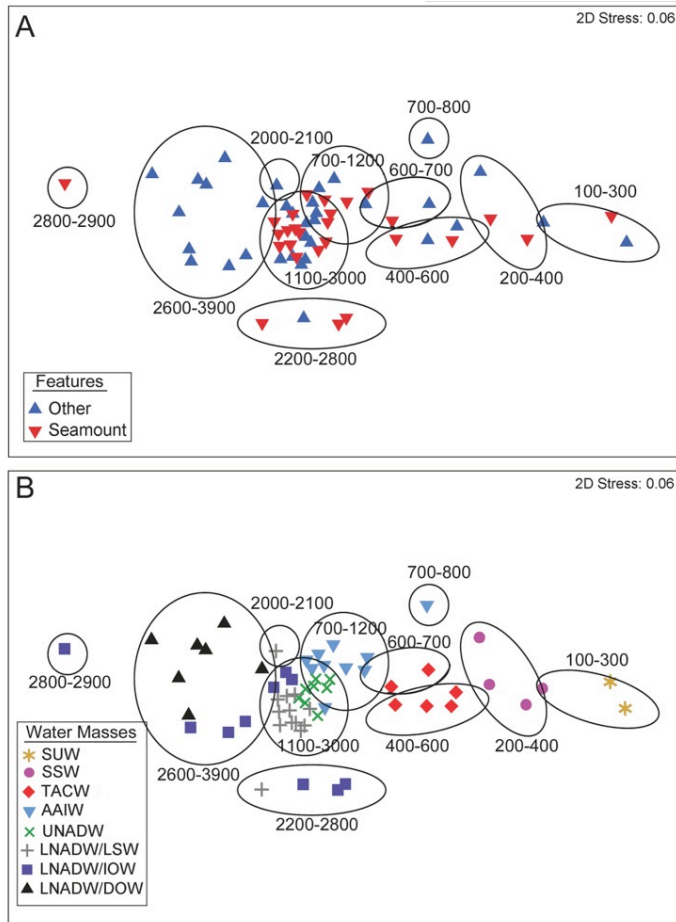 A
2D Stress: 0.06
700-800
2000-2100
700-1200
600-700
100-300
2800-2900
1100-3000
400-600
200-400
2600-3900
2200-2800
Features
Other
Seamount
B
2D Stress: 0.06
700-800
2000-2100
700-1200
600-700
100-300
2800-2900
1100-3000
400-600
200-400
2600-3900
2200-2800
Water Masses
SUW
SSW
TACW
AAIW
UNADW
LNADW/LSW
LNADW/IOW
LNADW/DOW